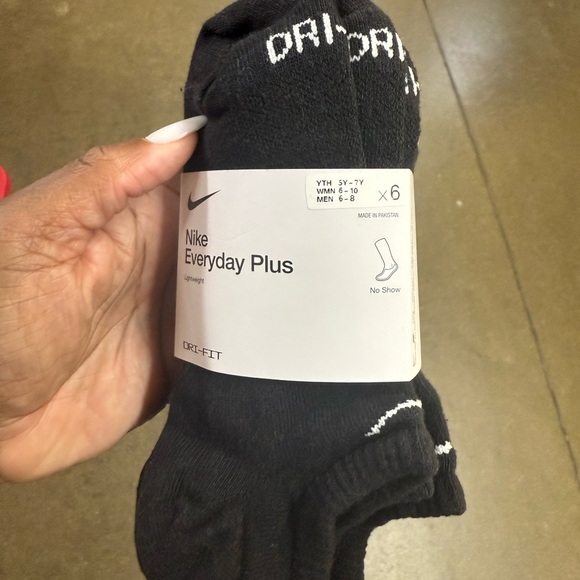 DRI-
DRI-
YTH 5Y-7Y
WMN 6-10
MEN 6-8
x6
MADE IN PAKISTAN
Nike
Everyday Plus
Lightweight
No Show
DRI-FIT